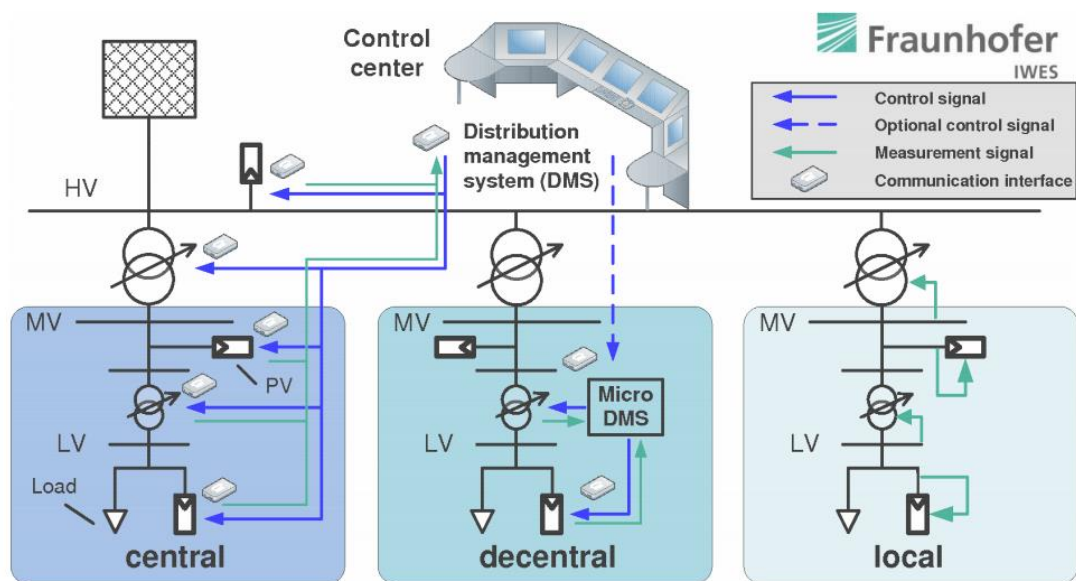 Control
center
Fraunhofer
IWES
Control signal
Optional control signal
Measurement signal
Communication interface
Distribution
management
system (DMS)
HV
MV
PV
LV
Load
central
MV
Micro
DMS
LV
decentral
MV
LV
local